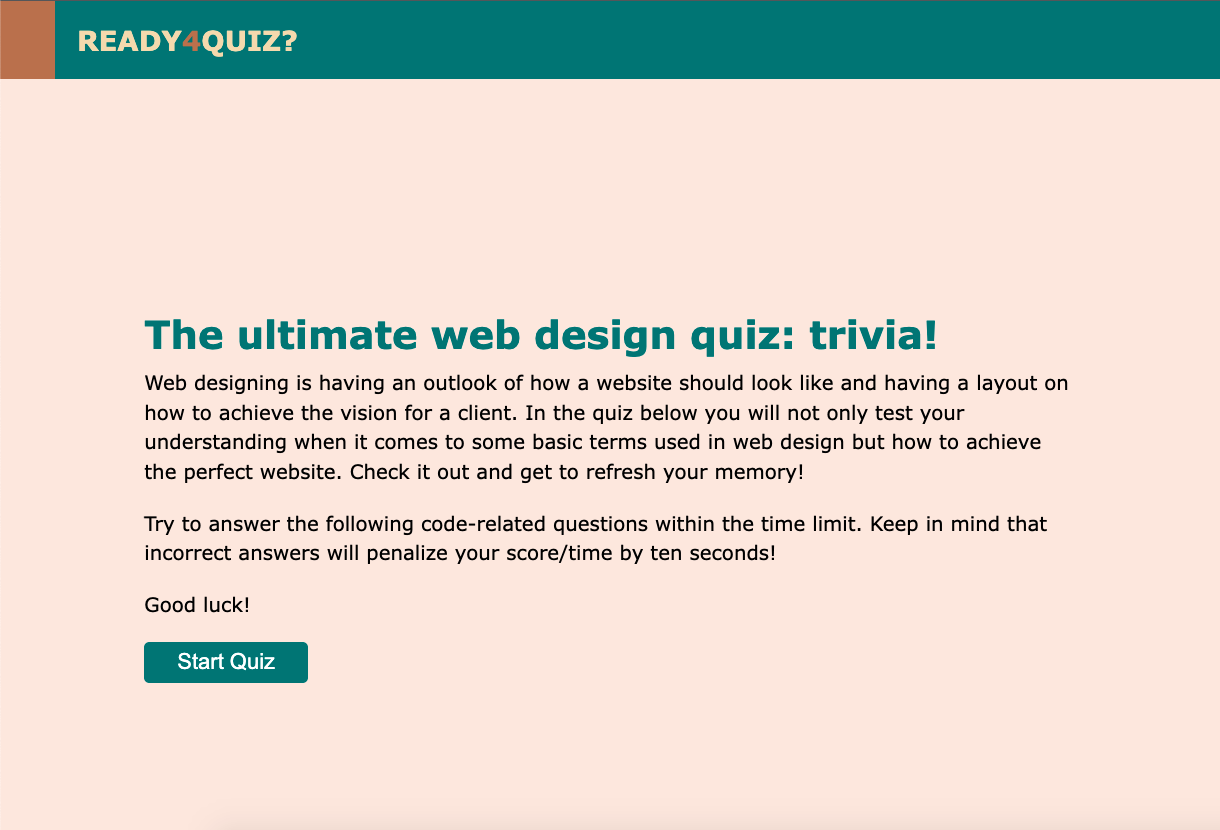 READY4QUIZ?
The ultimate web design quiz: trivia!
Web designing is having an outlook of how a website should look like and having a layout on
how to achieve the vision for a client. In the quiz below you will not only test your
understanding when it comes to some basic terms used in web design but how to achieve
the perfect website. Check it out and get to refresh your memory!
Try to answer the following code-related questions within the time limit. Keep in mind that
incorrect answers will penalize your score/time by ten seconds!
Good luck!
Start Quiz